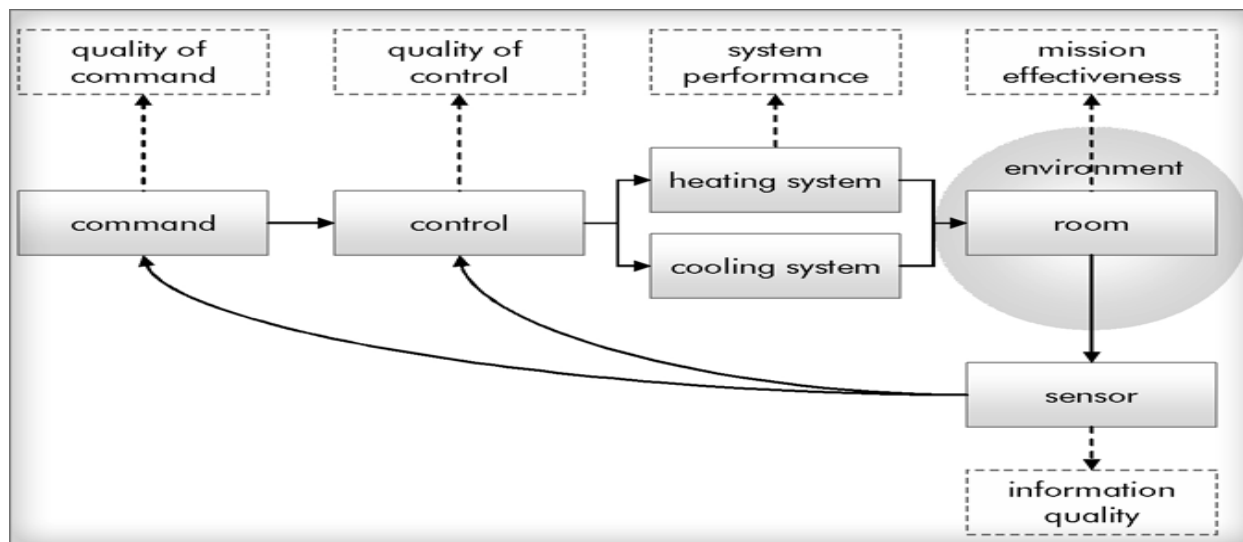 quality of
command
quality of
control
system
performance
mission
effectiveness
environment
heating system
command
control
room
cooling system
sensor
information
quality